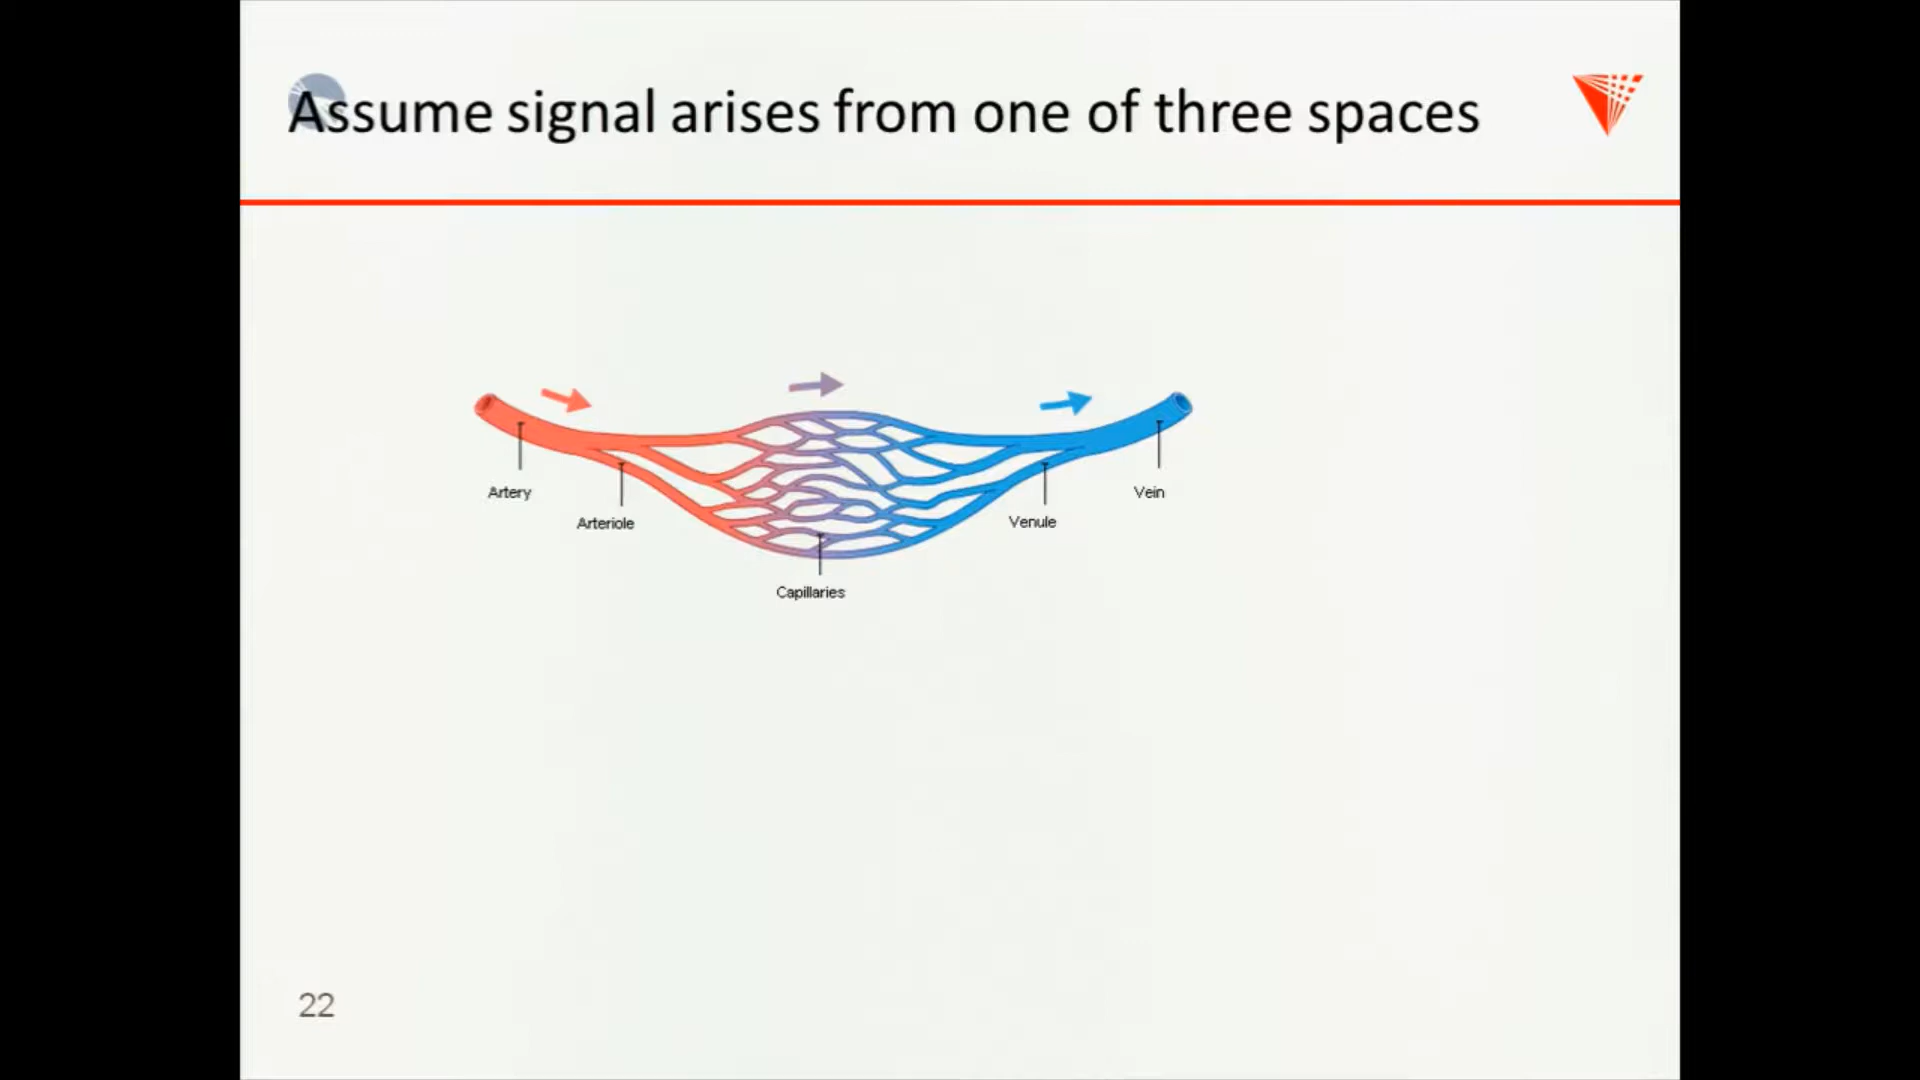 Assume signal arises from one of three spaces
Artery
Arteriole
Capillaries
Venule
Vein
22